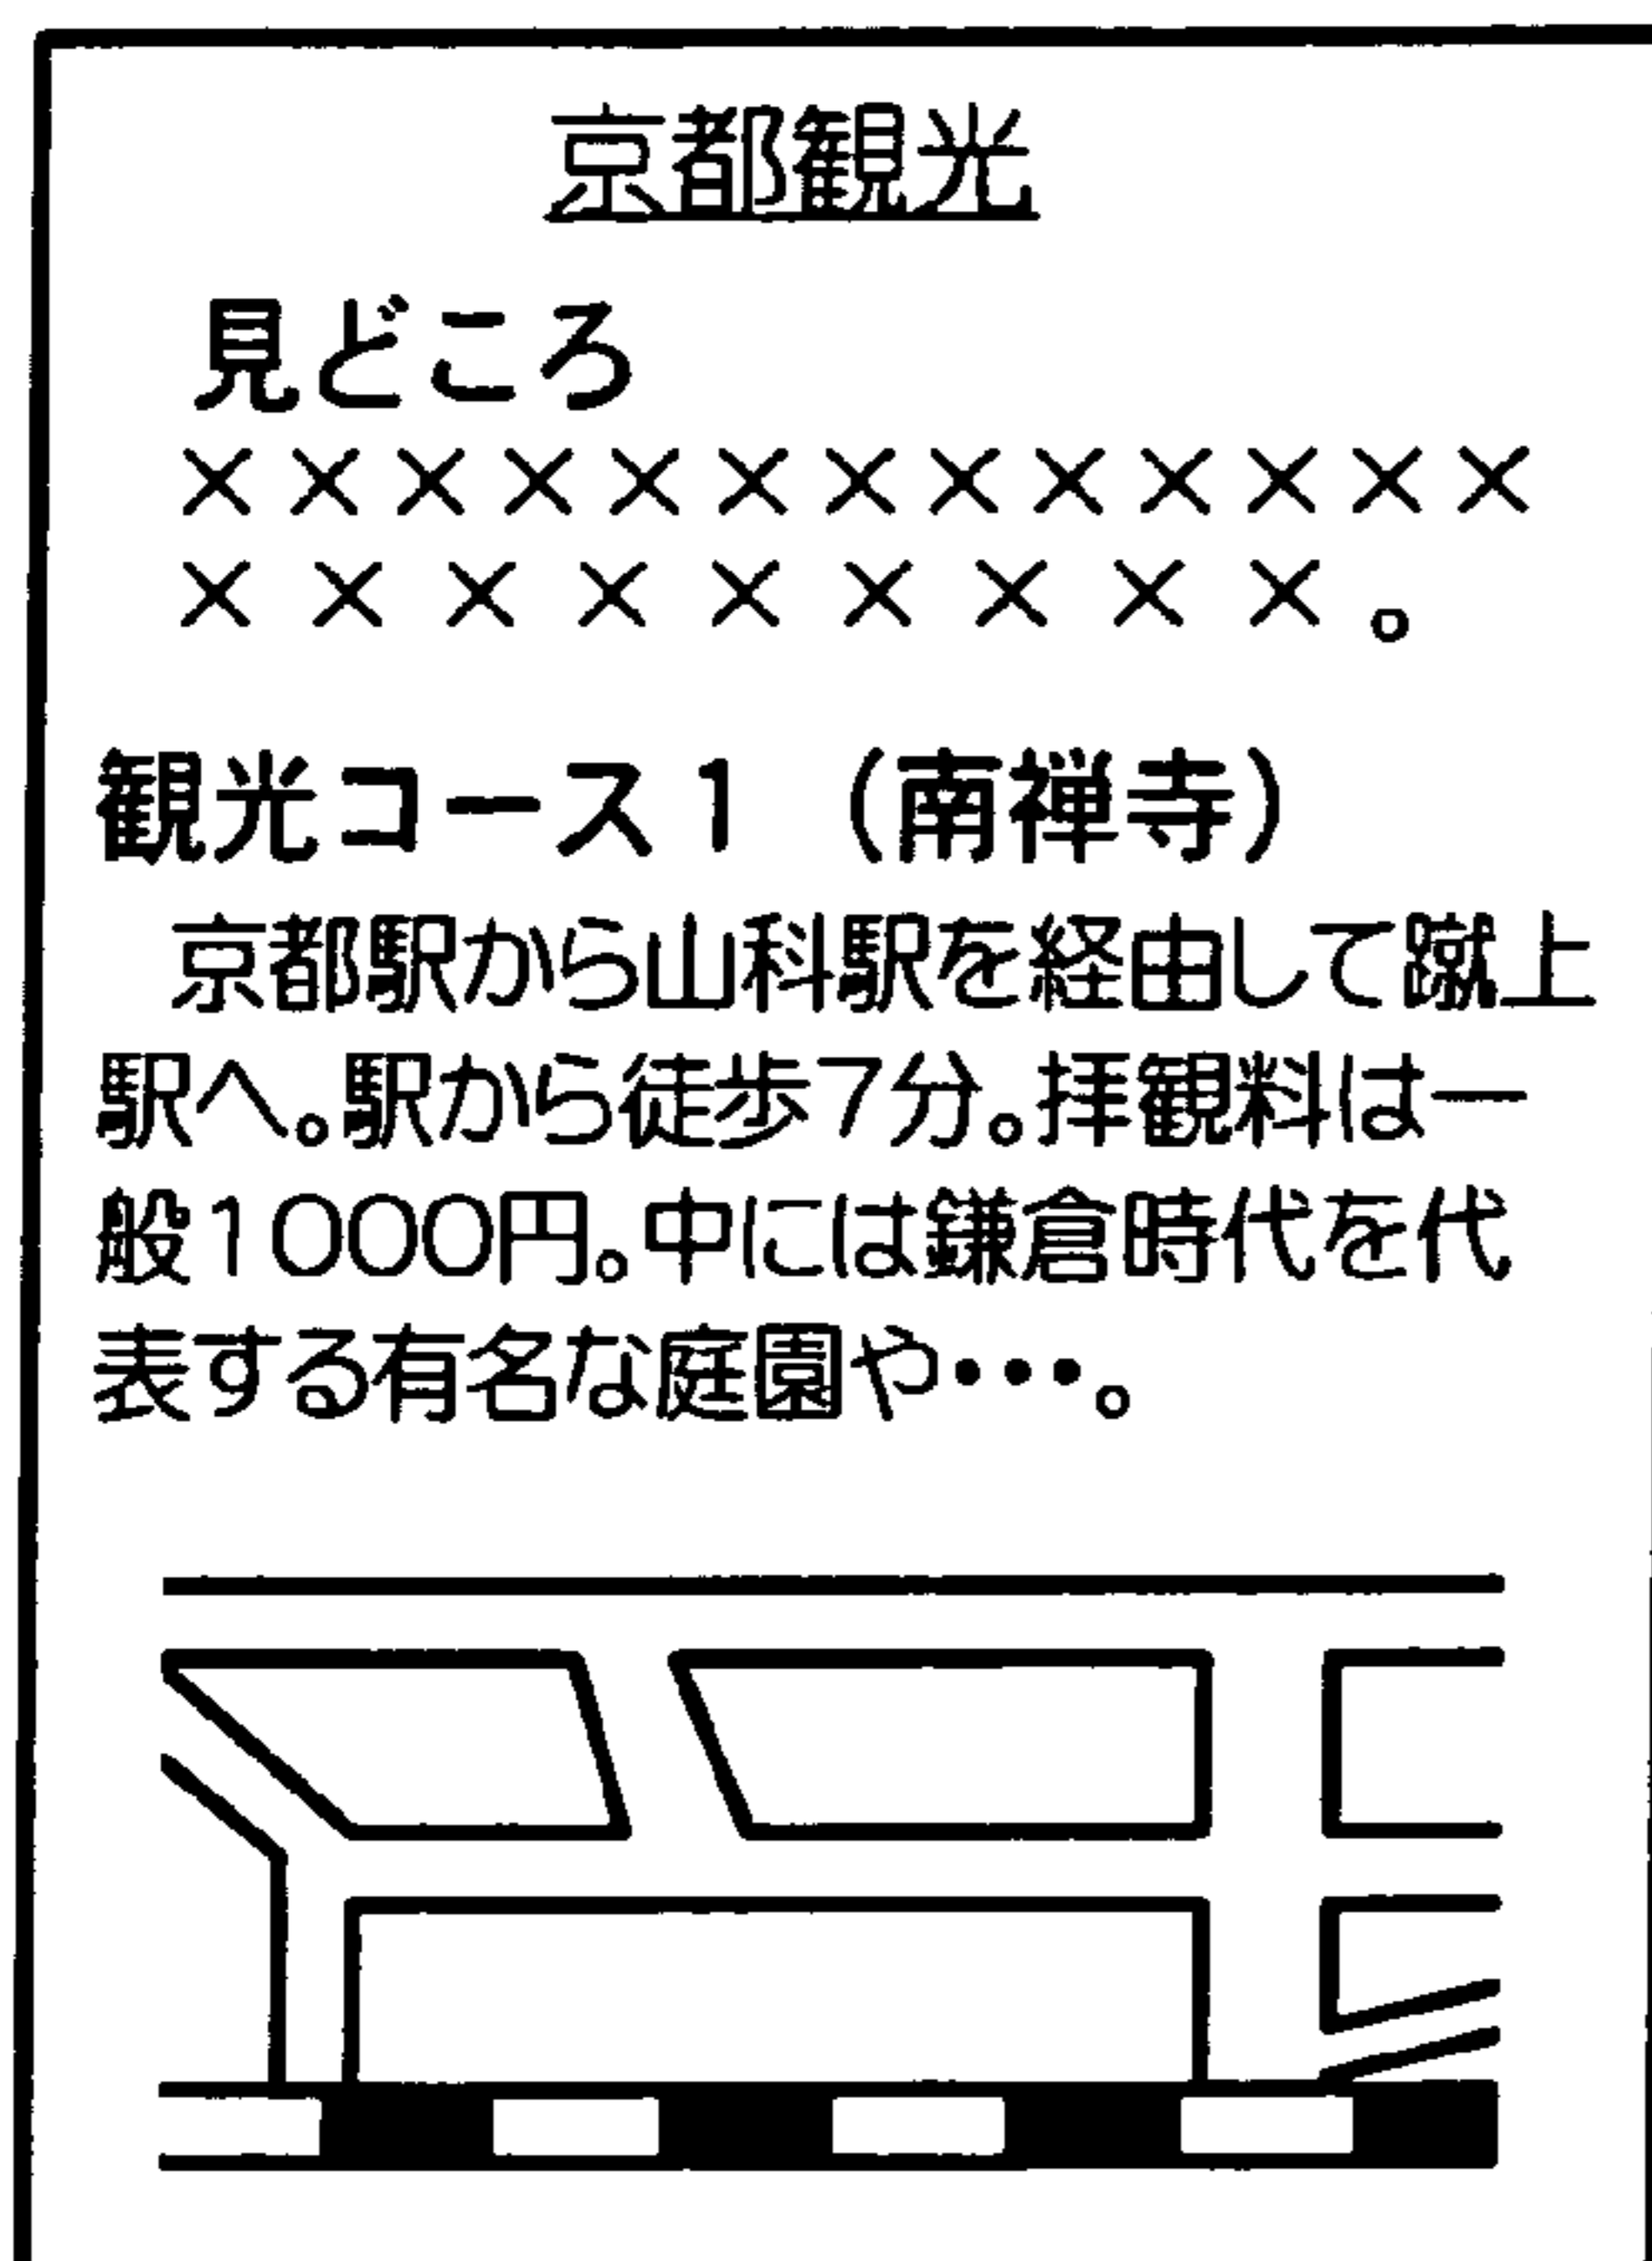 京都観光
見どころ
×××××××××××××
×××××××××。
観光コース1（南禅寺）
京都駅から山科駅を経由して蹴上
駅へ。駅から徒歩7分。拝観料は一
般1000円。中には鎌倉時代を代
表する有名な庭園や・・・。